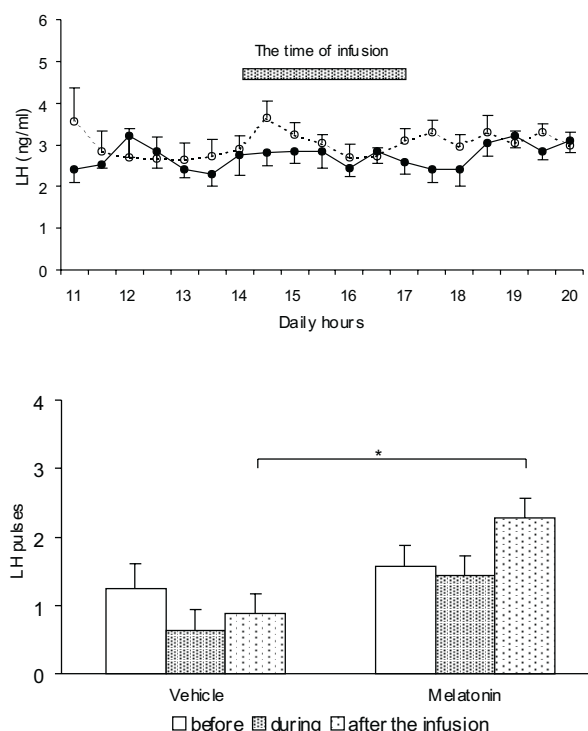 6
The time of infusion
5
4
3
2
1
0
LH (ng/ml)
11 12 13 14 15 16 17 18 19 20
Daily hours
4
*
3
2
1
0
LH pulses
Vehicle Melatonin
before during after the infusion